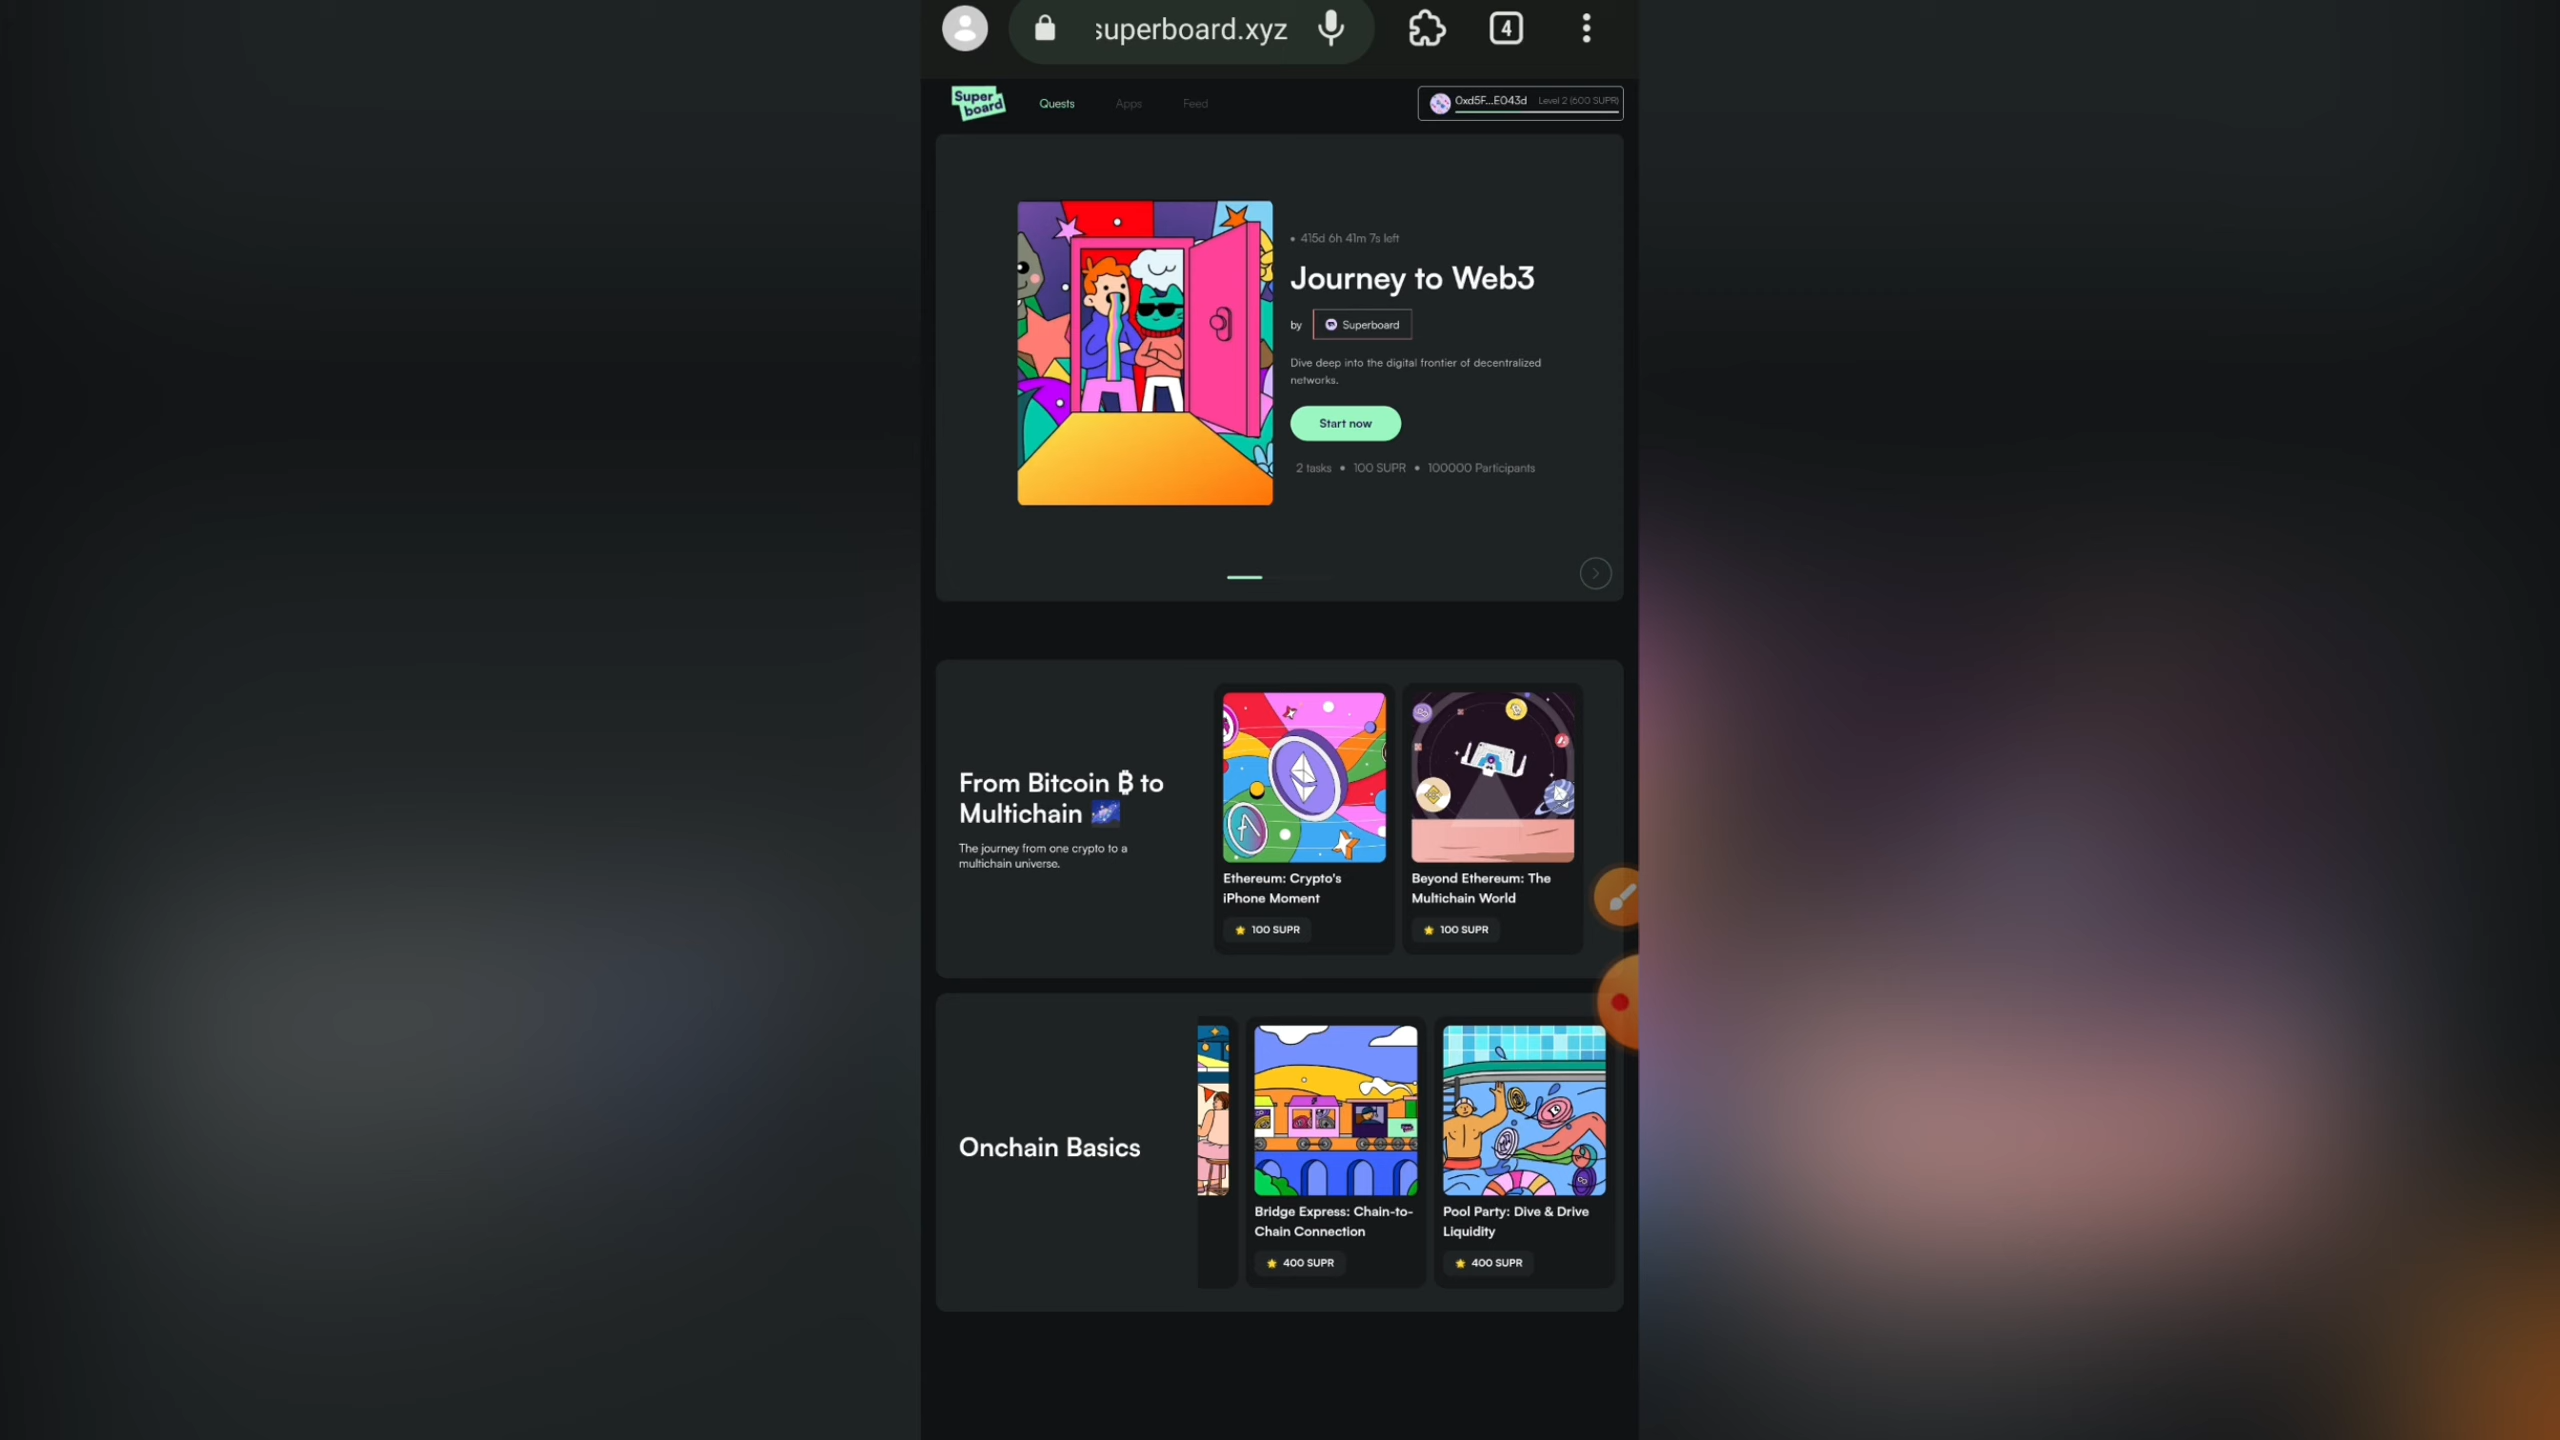 superboard.xyz
4
Super
board
Quests
Apps
Feed
0xd5F...E043d
Level 2 (600 SUPR)
• 415d 6h 41m 7s left
Journey to Web3
by
Superboard
Dive deep into the digital frontier of decentralized
networks.
Start now
2 tasks • 100 SUPR • 100000 Participants
From Bitcoin ₿ to
Multichain 🌌
The journey from one crypto to a
multichain universe.
Ethereum: Crypto's
iPhone Moment
100 SUPR
Beyond Ethereum: The
Multichain World
100 SUPR
Onchain Basics
Bridge Express: Chain-to-
Chain Connection
400 SUPR
Pool Party: Dive & Drive
Liquidity
400 SUPR